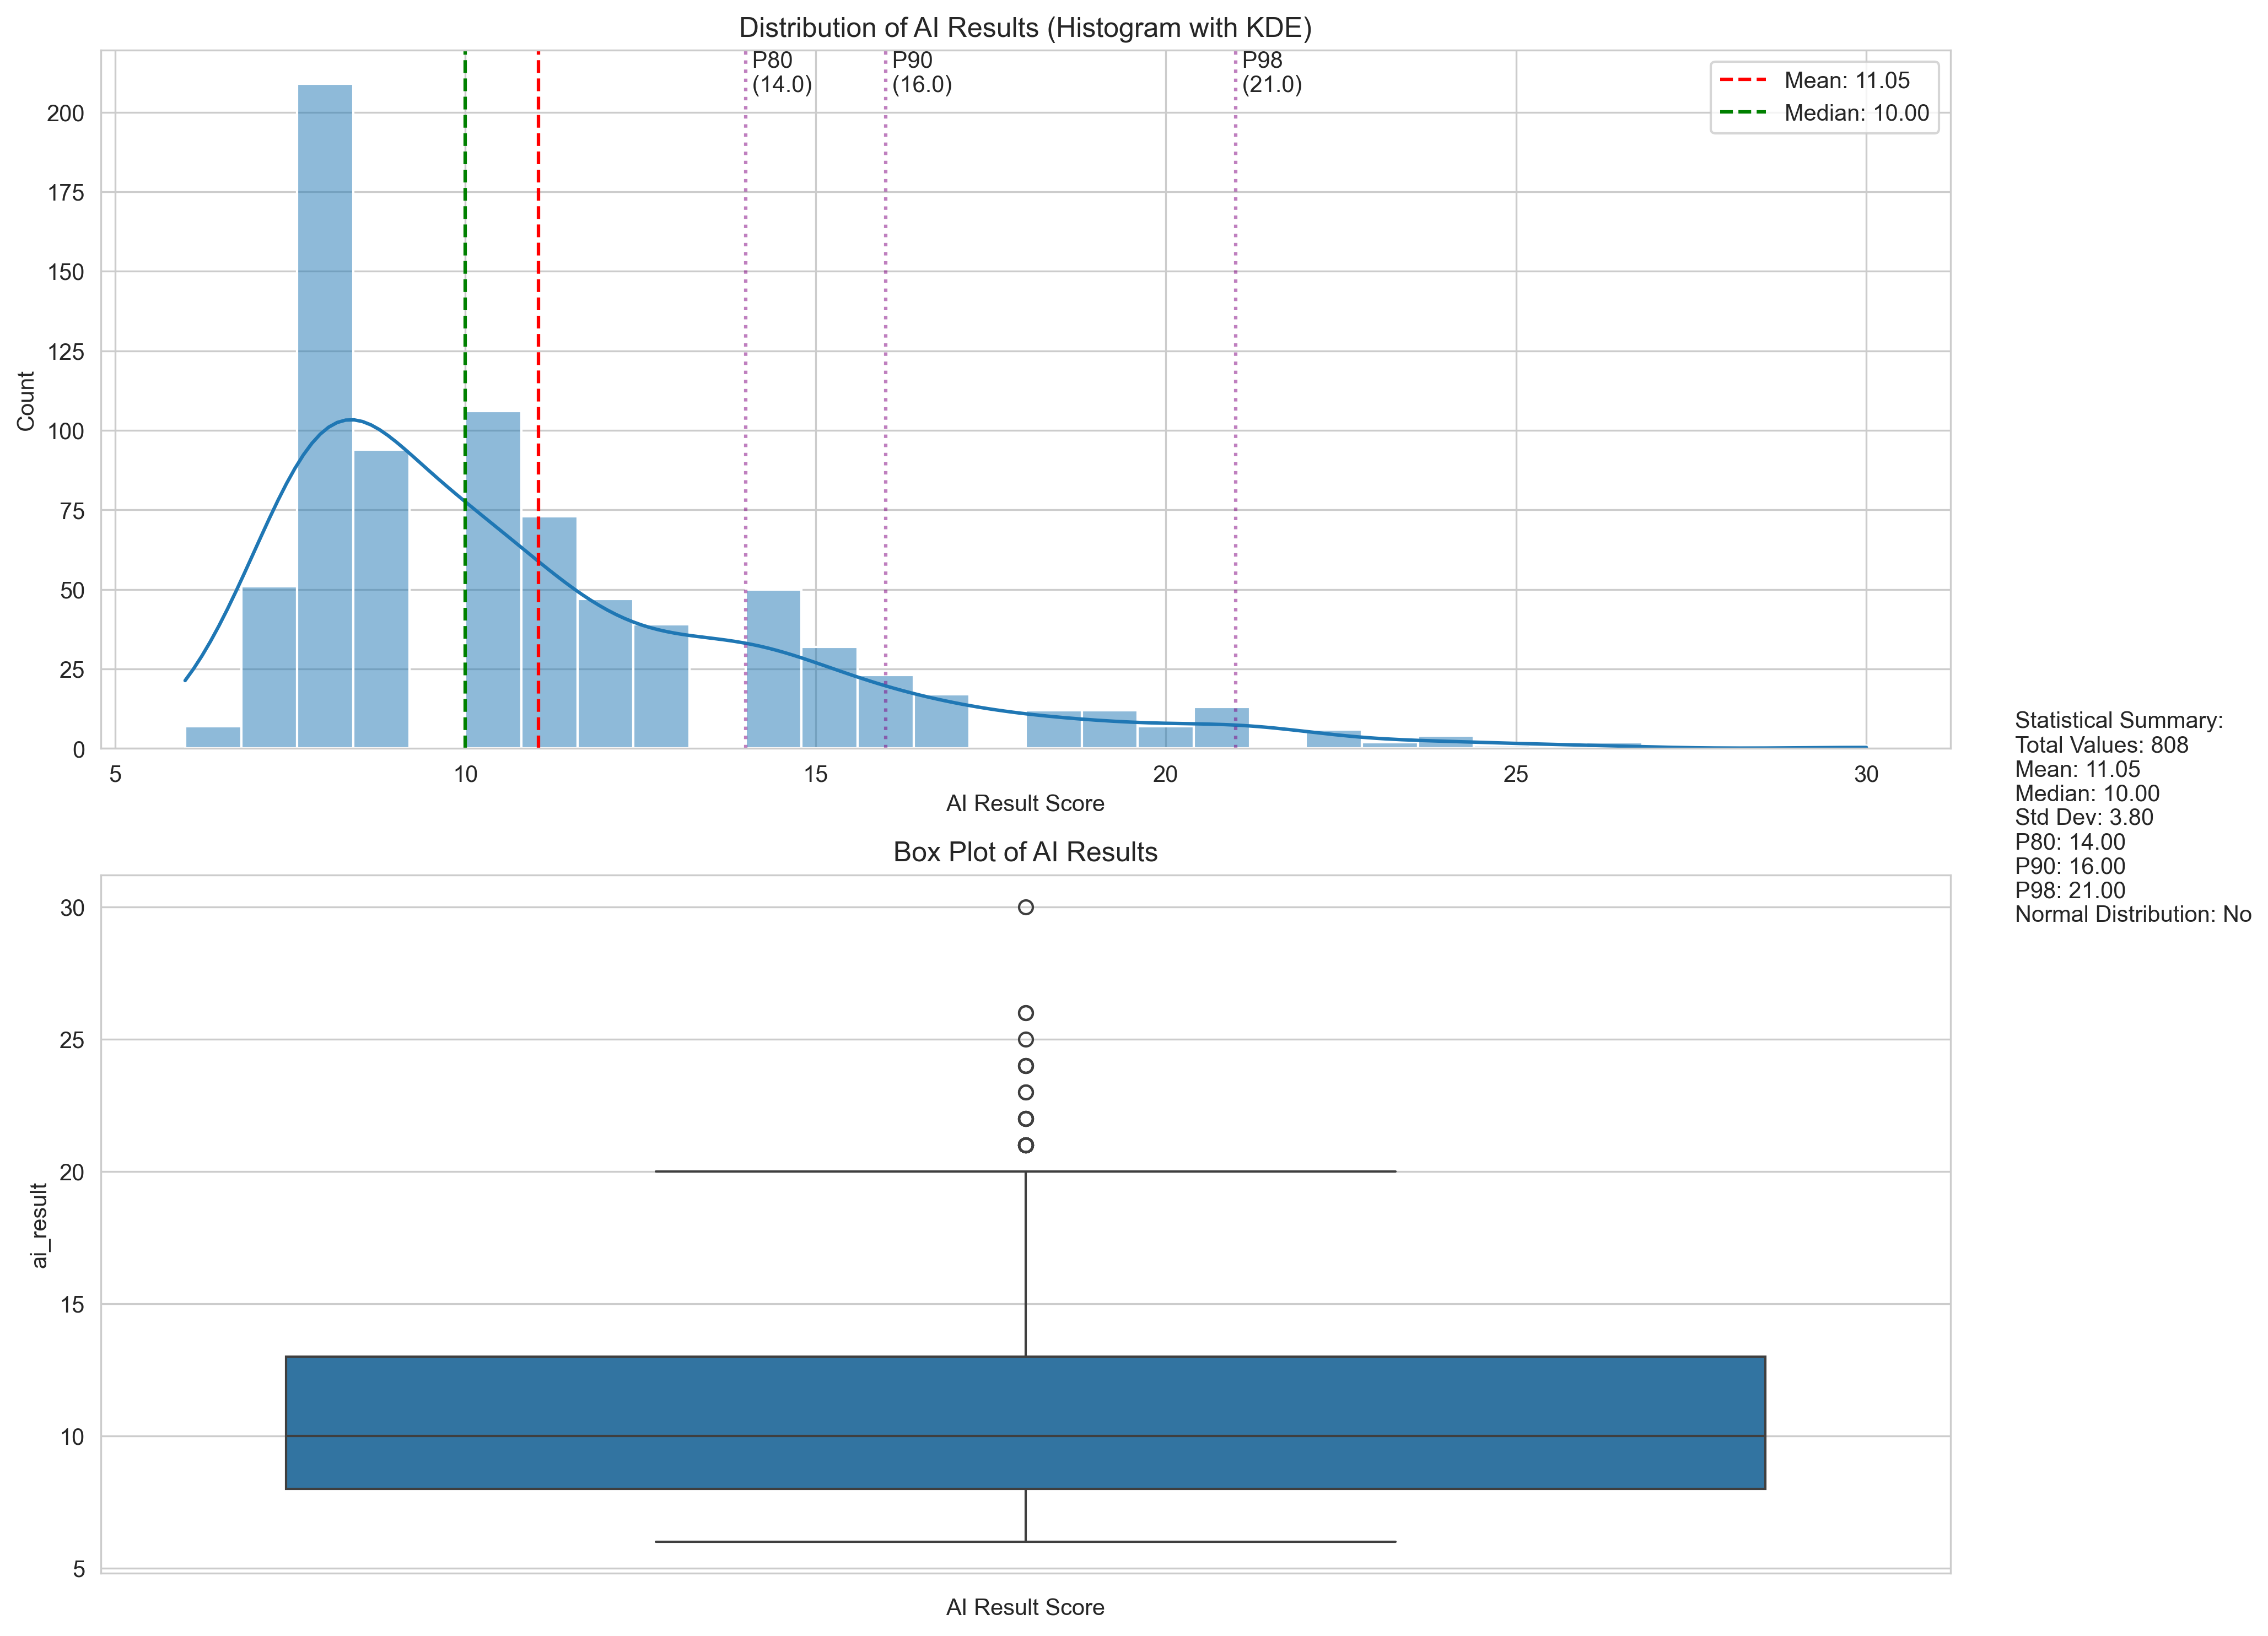 Distribution of AI Results (Histogram with KDE)
P80
(14.0)
P90
(16.0)
P98
(21.0)
Mean: 11.05
Median: 10.00
200
175
150
125
100
75
50
25
0
Count
5
10
15
20
25
30
AI Result Score
Statistical Summary:
Total Values: 808
Mean: 11.05
Median: 10.00
Std Dev: 3.80
P80: 14.00
P90: 16.00
P98: 21.00
Normal Distribution: No
Box Plot of AI Results
30
25
20
15
10
5
ai_result
AI Result Score